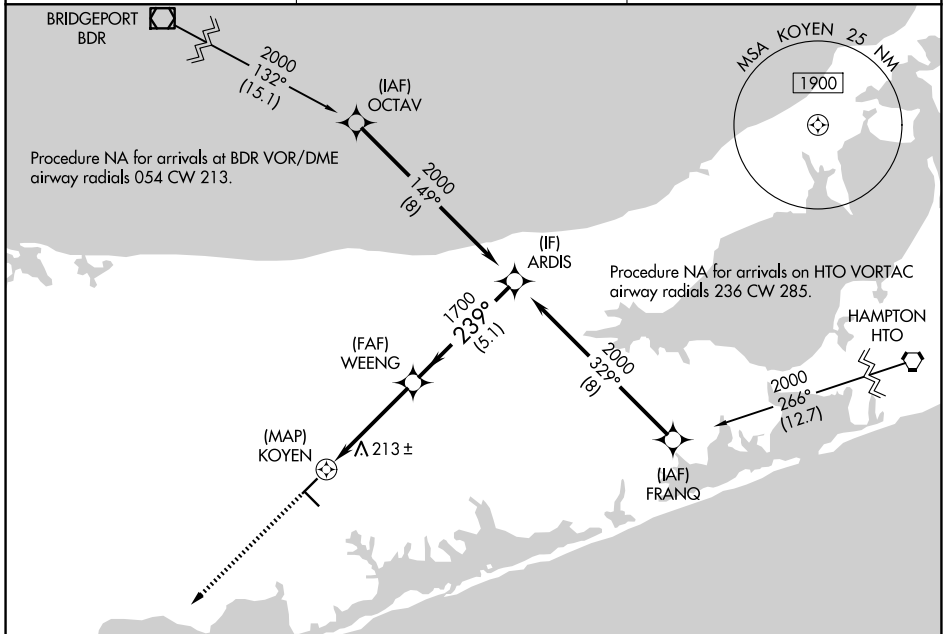 BRIDGEPORT
BDR
2000
132°
(15.1)
(IAF)
OCTAV
MSA KOYEN 25 NM
1900
Procedure NA for arrivals at BDR VOR/DME
airway radials 054 CW 213.
2000
149°
(8)
(IF)
ARDIS
Procedure NA for arrivals on HTO VORTAC
airway radials 236 CW 285.
HAMPTON
HTO
1700
239°
(5.1)
(FAF)
WEENG
2000
329°
(8)
2000
266°
(12.7)
(MAP)
KOYEN
213 ±
(IAF)
FRANQ